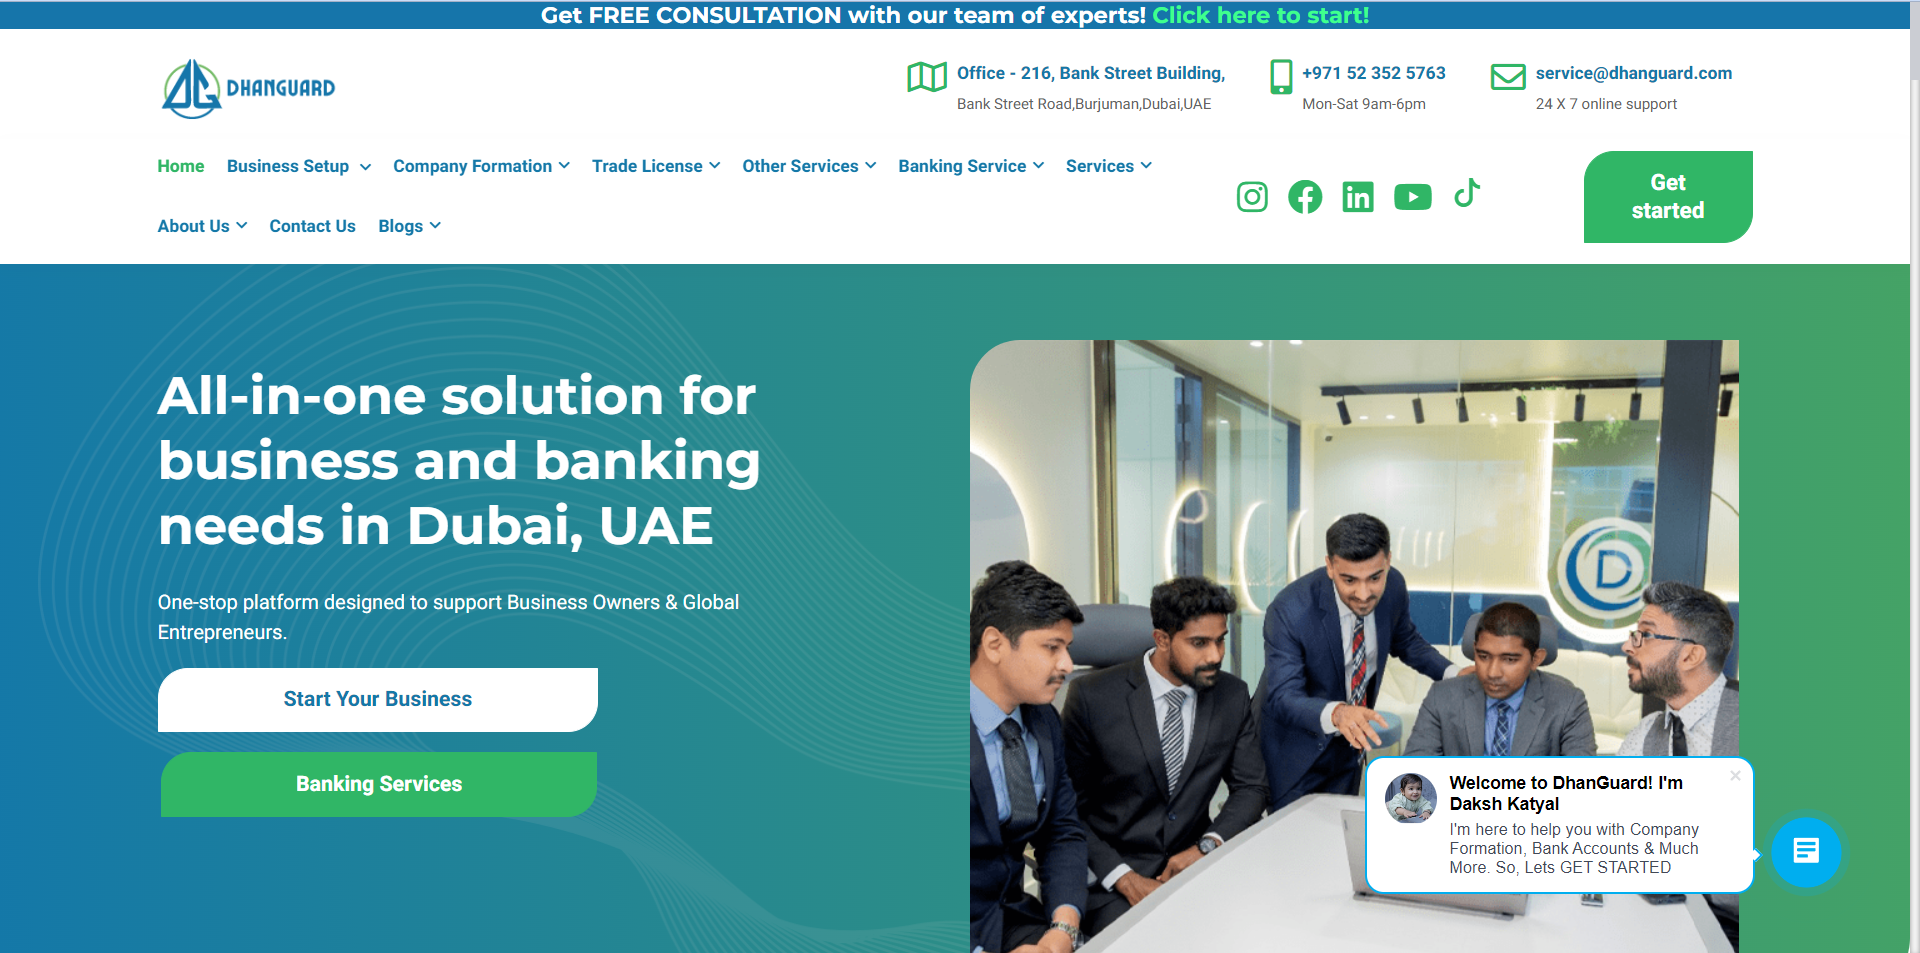 Get FREE CONSULTATION with our team of experts! Click here to start!
DHANGUARD
Office - 216, Bank Street Building,
Bank Street Road,Burjuman,Dubai,UAE
+971 52 352 5763
Mon-Sat 9am-6pm
service@dhanguard.com
24 X 7 online support
Home Business Setup Company Formation Trade License Other Services Banking Service Services
About Us Contact Us Blogs
Get
started
All-in-one solution for
business and banking
needs in Dubai, UAE
One-stop platform designed to support Business Owners & Global
Entrepreneurs.
Start Your Business
Banking Services
D
Welcome to DhanGuard! I'm
Daksh Katyal
I'm here to help you with Company
Formation, Bank Accounts & Much
More. So, Lets GET STARTED